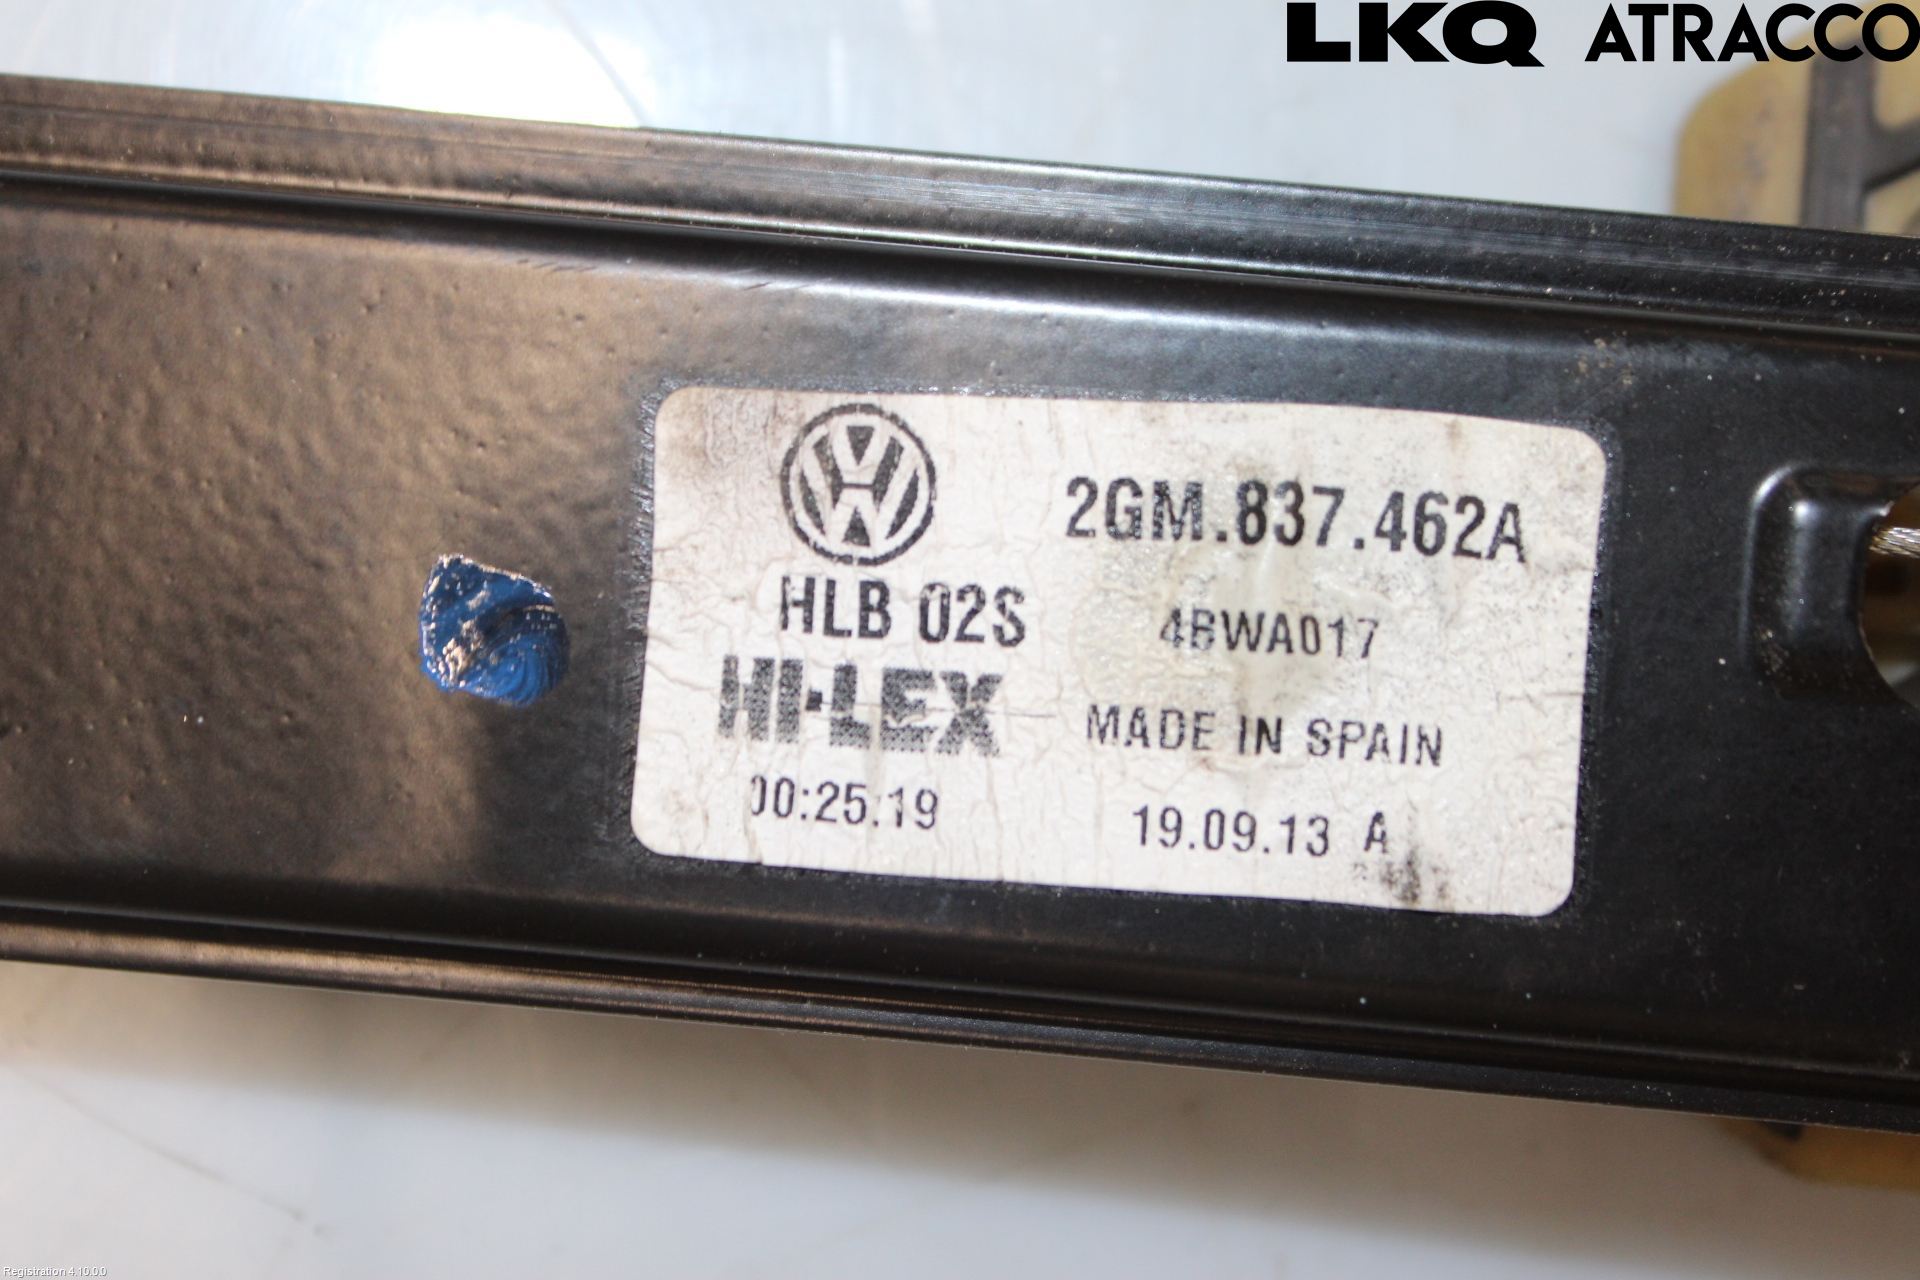 LKQ ATRACCO
2GM.837.462A
HLB 02S
4BWA017
HI-LEX
MADE IN SPAIN
00:25:19
19.09.13 A
Registration 4.10.0.0